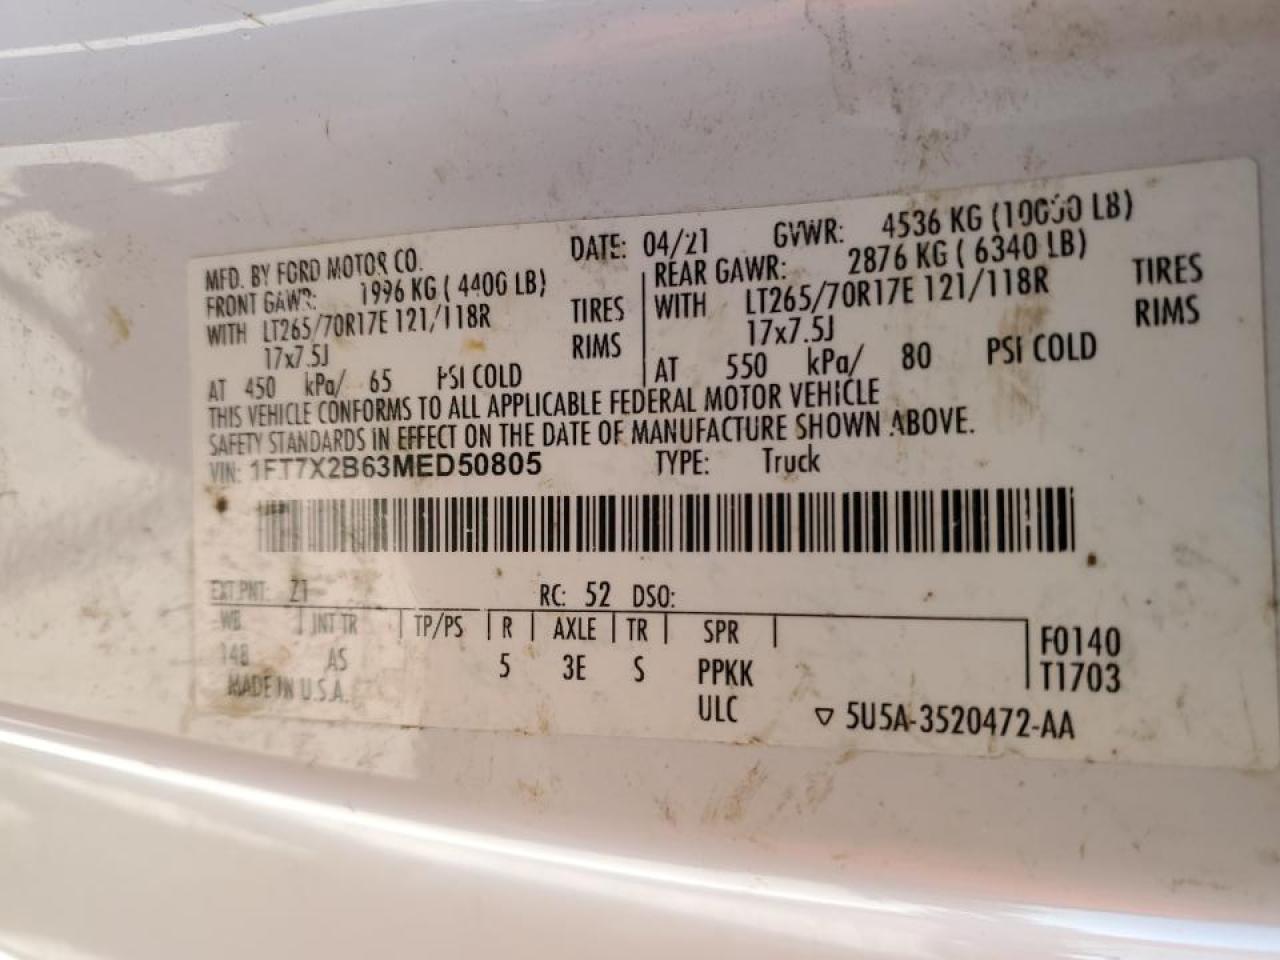 MFD. BY FORD MOTOR CO. DATE: 04/21 GVWR: 4536 KG (10000 LB)
FRONT GAWR: 1996 KG ( 4400 LB) REAR GAWR: 2876 KG ( 6340 LB)
WITH LT265/70R17E 121/118R TIRES WITH LT265/70R17E 121/118R TIRES
17x7.5J RIMS 17x7.5J RIMS
AT 450 kPa/ 65 PSI COLD AT 550 kPa/ 80 PSI COLD
THIS VEHICLE CONFORMS TO ALL APPLICABLE FEDERAL MOTOR VEHICLE
SAFETY STANDARDS IN EFFECT ON THE DATE OF MANUFACTURE SHOWN ABOVE.
VIN: 1FT7X2B63MED50805 TYPE: Truck
EXT PNT: Z1 RC: 52 DSO:
WB INT TR TP/PS R AXLE TR SPR F0140
148 AS 5 3E S PPKK T1703
MADE IN U.S.A. ULC ▽ 5U5A-3520472-AA